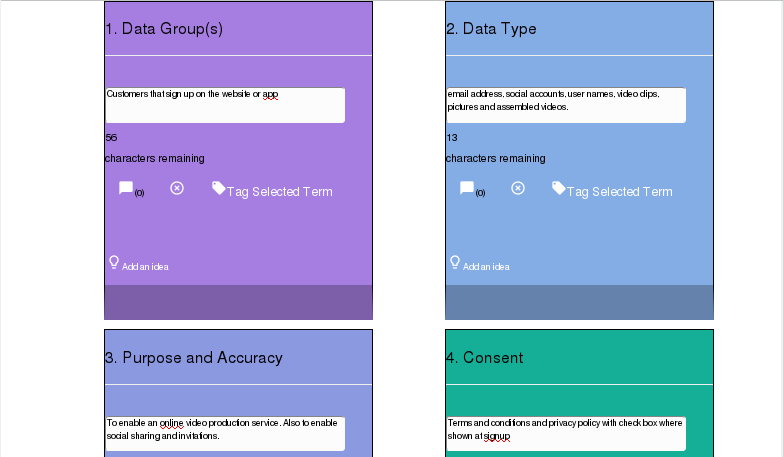 1. Data Group(s)
Customers that sign up on the website or app
56
characters remaining
(0)
Tag Selected Term
Add an idea
2. Data Type
email address, social accounts, user names, video clips,
pictures and assembled videos.
13
characters remaining
(0)
Tag Selected Term
Add an idea
3. Purpose and Accuracy
To enable an online video production service. Also to enable
social sharing and invitations.
4. Consent
Terms and conditions and privacy policy with check box where
shown at signup